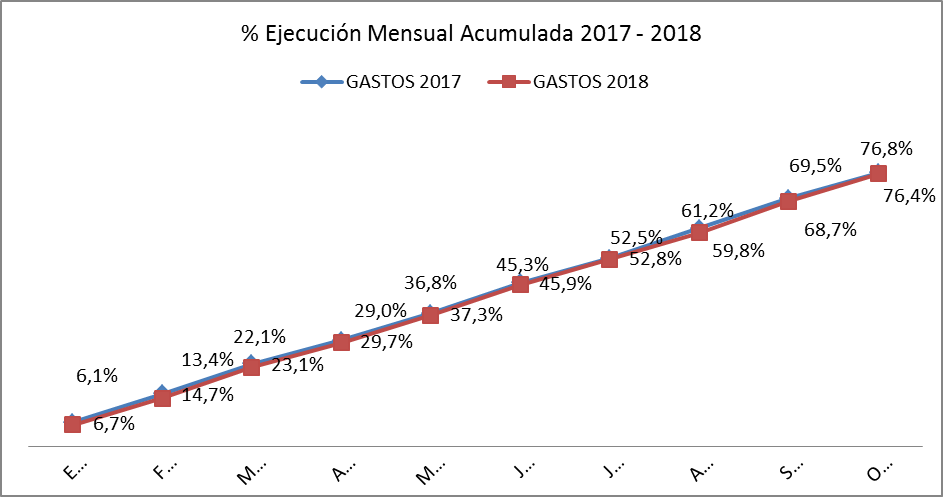 % Ejecución Mensual Acumulada 2017 - 2018
GASTOS 2017 GASTOS 2018
6,1% 13,4% 22,1% 29,0% 36,8% 45,3% 52,5% 61,2% 69,5% 76,8%
6,7% 14,7% 23,1% 29,7% 37,3% 45,9% 52,8% 59,8% 68,7% 76,4%
E... F... M... A... M... J... J... A... S... O...